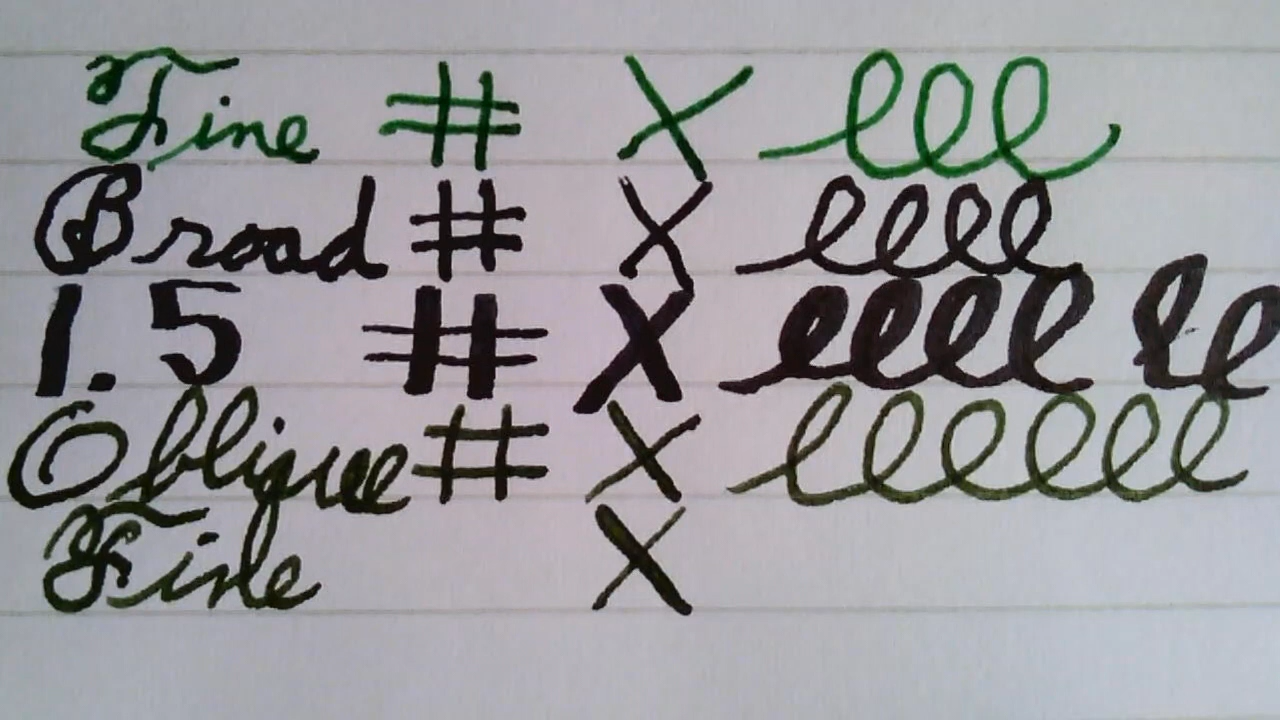 Fine # X lll
Broad # X llll
1.5 # X llll ll
Oblique # X llllll
Fine X